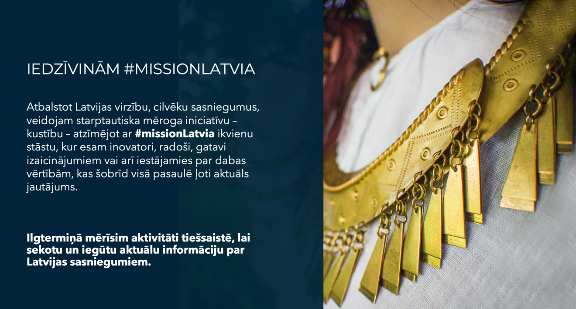 IEDZĪVINĀM #MISSIONLATVIA
Atbalstot Latvijas virzību, cilvēku sasniegumus,
veidojam starptautiska mēroga iniciatīvu –
kustību – atzīmējot ar #missionLatvia ikvienu
stāstu, kur esam inovatori, radoši, gatavi
izaicinājumiem vai arī iestājamies par dabas
vērtībām, kas šobrīd visā pasaulē ļoti aktuāls
jautājums.
Ilgtermiņā mērīsim aktivitāti tiešsaistē, lai
sekotu un iegūtu aktuālu informāciju par
Latvijas sasniegumiem.